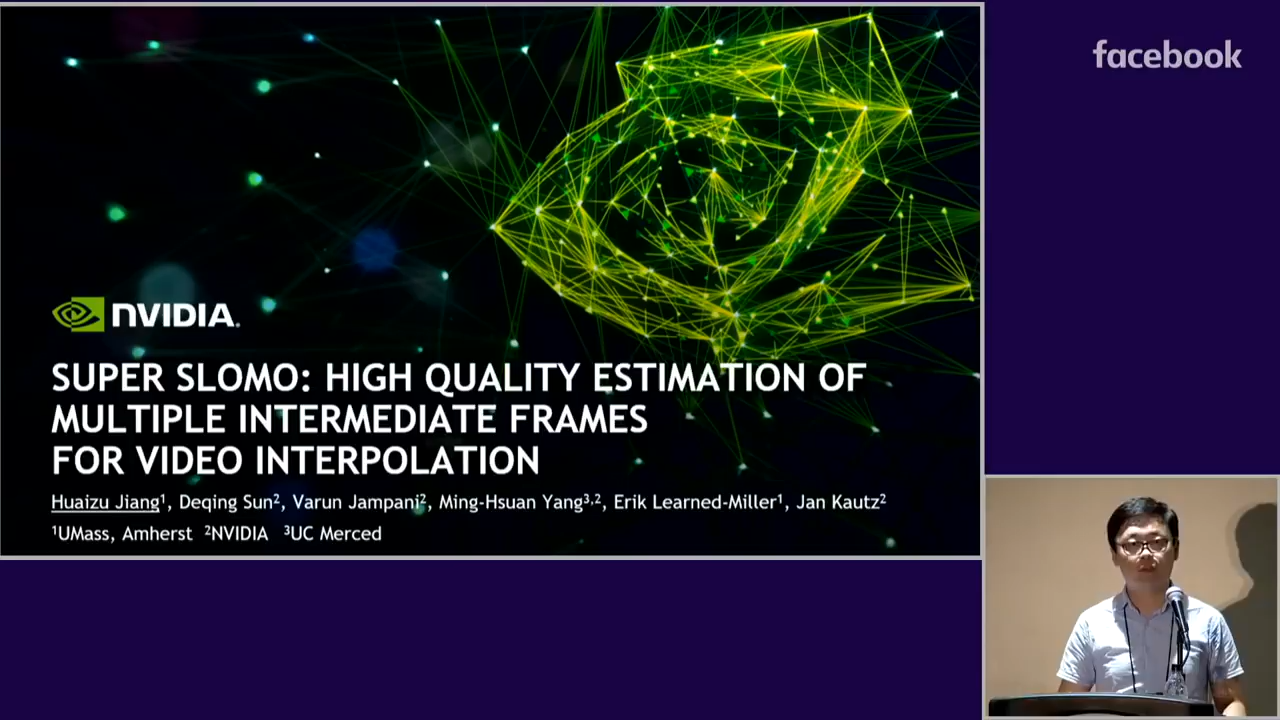 facebook
NVIDIA.
SUPER SLOMO: HIGH QUALITY ESTIMATION OF
MULTIPLE INTERMEDIATE FRAMES
FOR VIDEO INTERPOLATION
Huaizu Jiang¹, Deqing Sun², Varun Jampani², Ming-Hsuan Yang³,², Erik Learned-Miller¹, Jan Kautz²
¹UMass, Amherst ²NVIDIA ³UC Merced